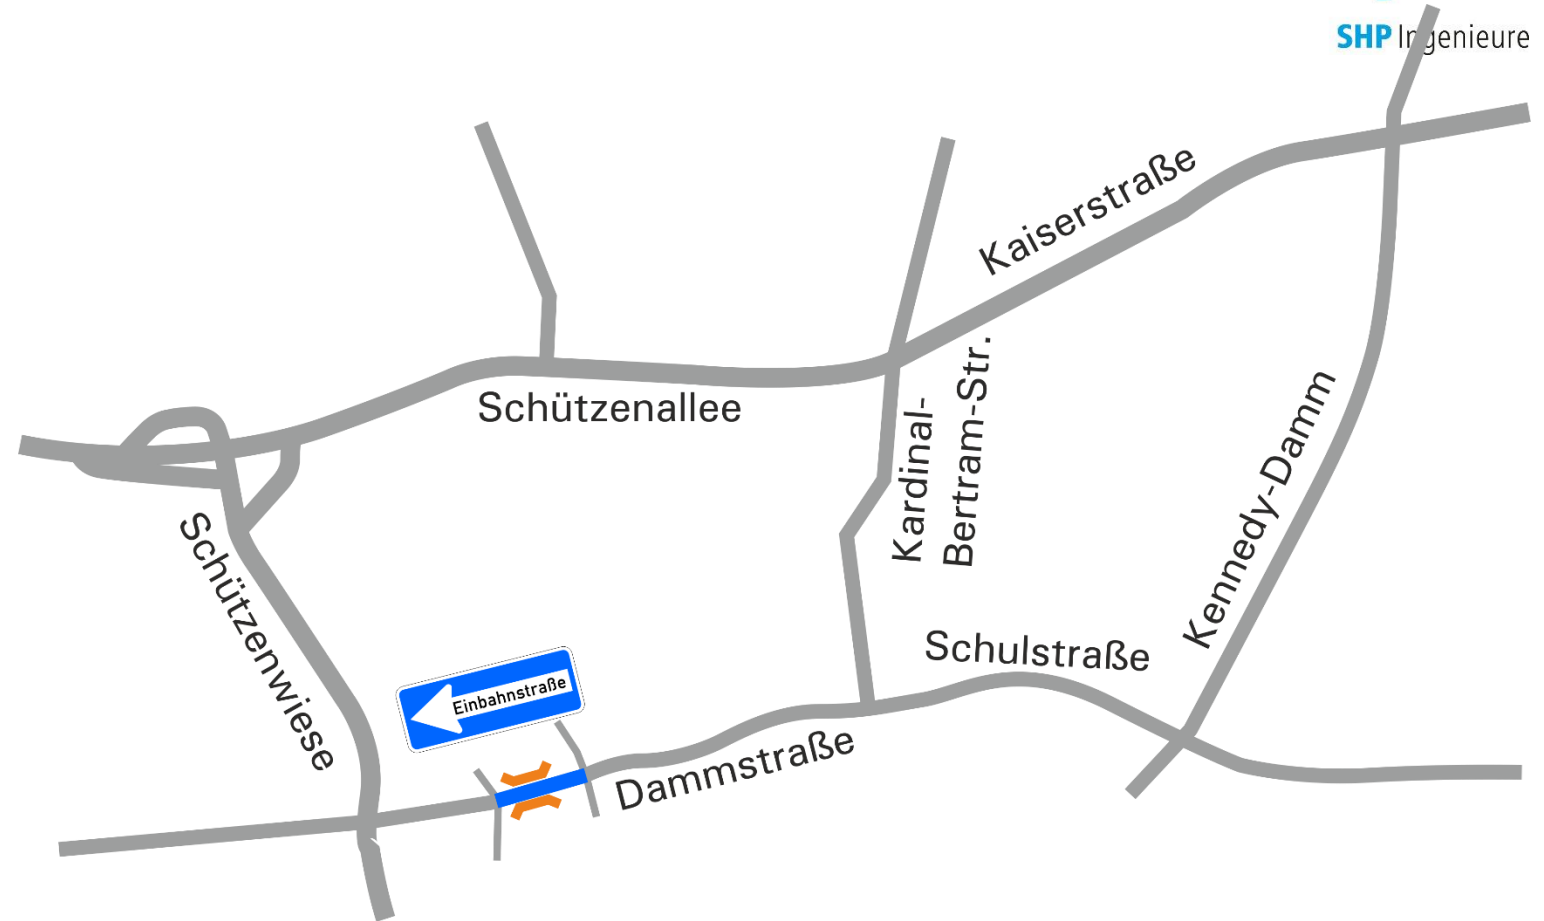 SHP Ingenieure
Kaiserstraße
Schützenallee
Kardinal-
Bertram-Str.
Kennedy-Damm
Schützenwiese
Schulstraße
Einbahnstraße
Dammstraße